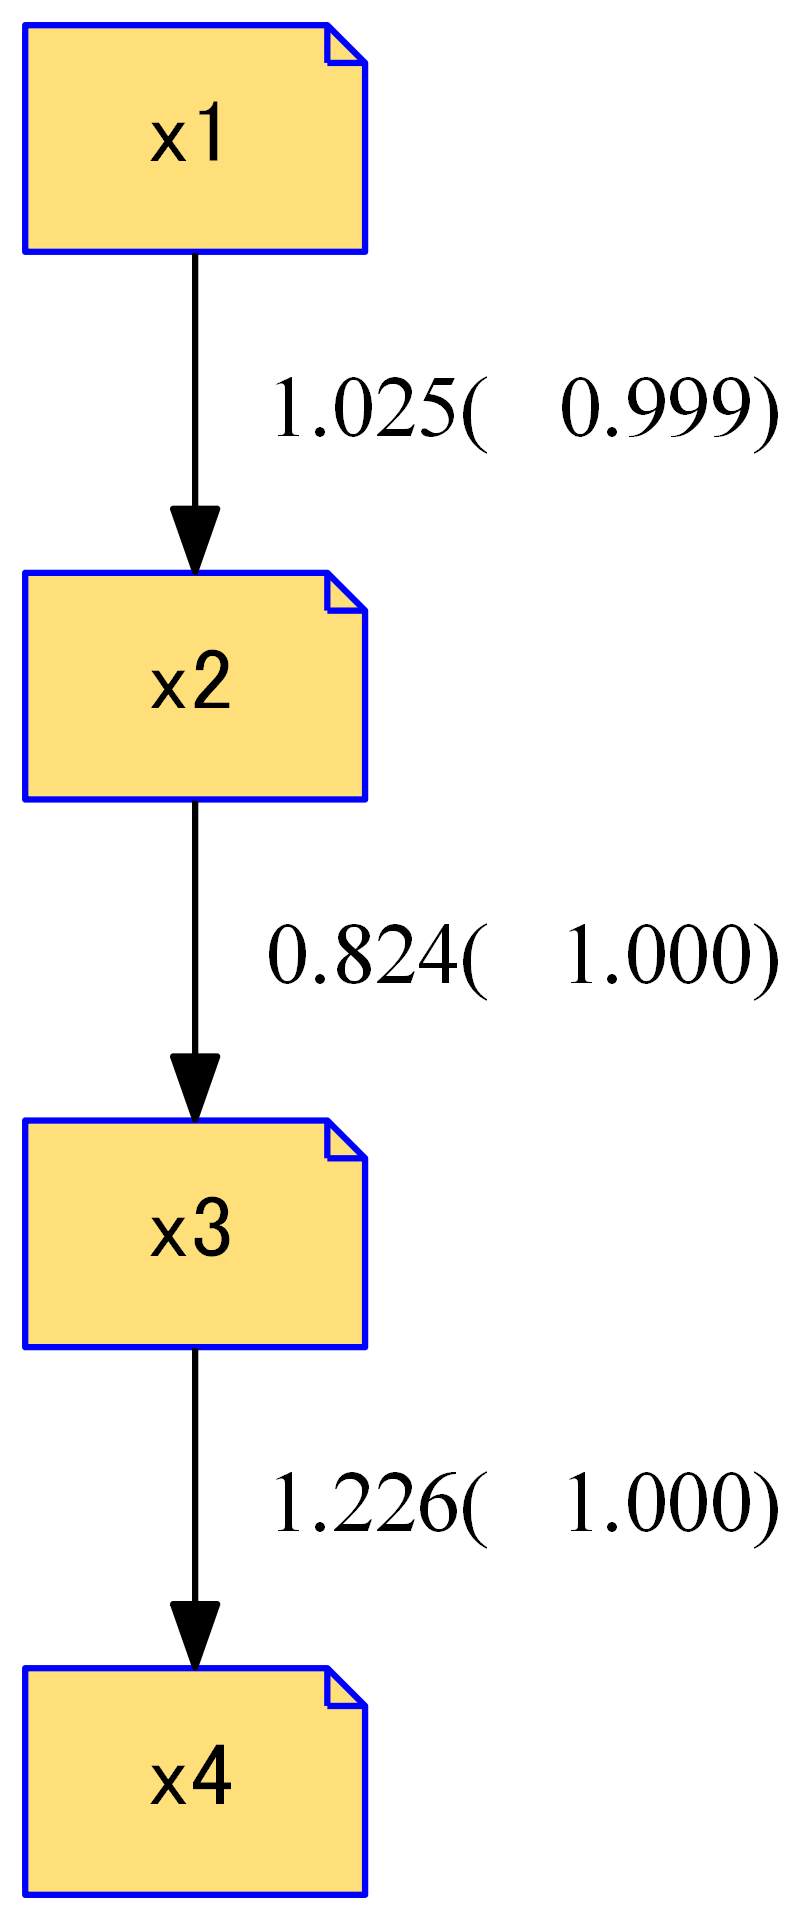 x1
1.025( 0.999)
x2
0.824( 1.000)
x3
1.226( 1.000)
x4